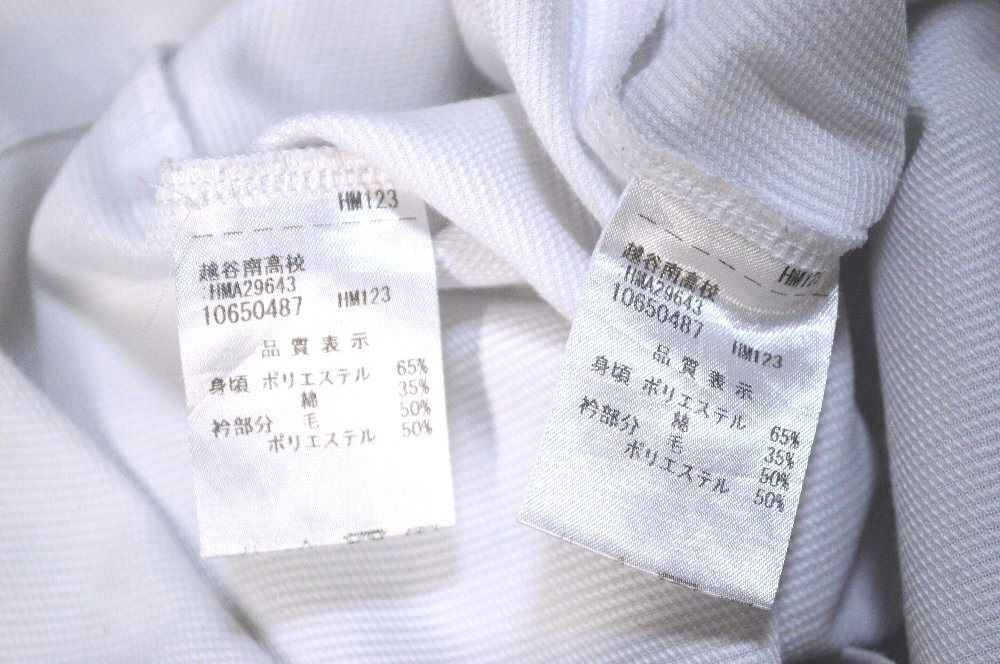 HM123
越谷南高校
HMA29643
10650487 HM123
品質表示
身頃 ポリエステル 65%
綿 35%
衿部分 毛 50%
ポリエステル 50%
HM12
越谷南高校
HMA29643
10650487 HM123
品質表示
身頃 ポリエステル 65%
綿 35%
衿部分 毛 50%
ポリエステル 50%